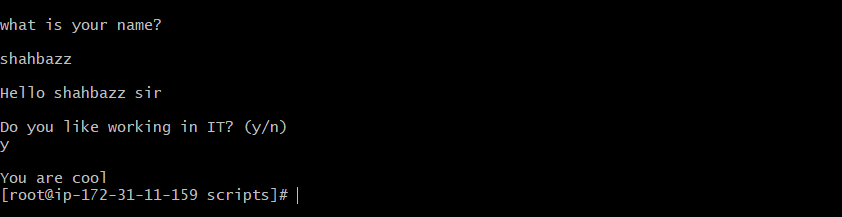 what is your name?
shahbazz
Hello shahbazz sir
Do you like working in IT? (y/n)
y
You are cool
[root@ip-172-31-11-159 scripts]#